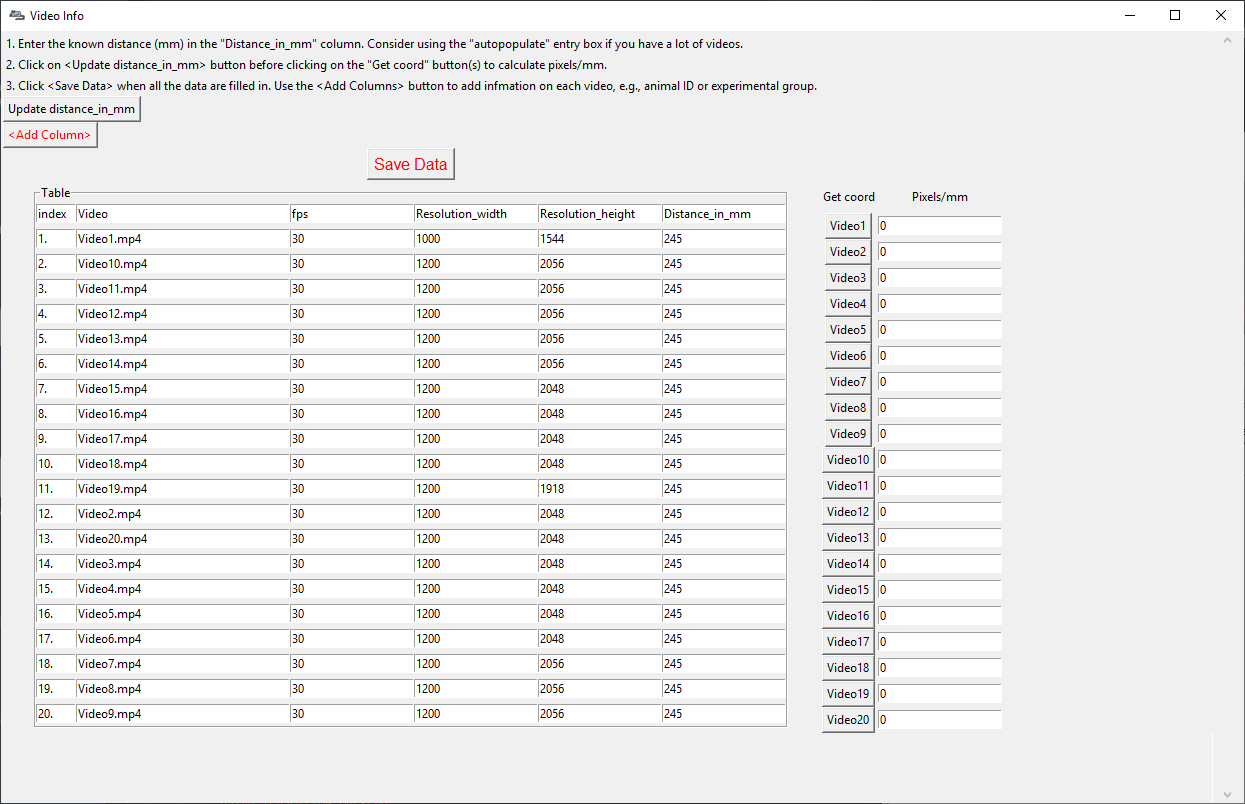 Video Info
1. Enter the known distance (mm) in the "Distance_in_mm" column. Consider using the "autopopulate" entry box if you have a lot of videos.
2. Click on <Update distance_in_mm> button before clicking on the "Get coord" button(s) to calculate pixels/mm.
3. Click <Save Data> when all the data are filled in. Use the <Add Columns> button to add infmation on each video, e.g., animal ID or experimental group.
Update distance_in_mm
<Add Column>
Save Data
Table
index Video fps Resolution_width Resolution_height Distance_in_mm
1. Video1.mp4 30 1000 1544 245
2. Video10.mp4 30 1200 2056 245
3. Video11.mp4 30 1200 2056 245
4. Video12.mp4 30 1200 2056 245
5. Video13.mp4 30 1200 2056 245
6. Video14.mp4 30 1200 2056 245
7. Video15.mp4 30 1200 2048 245
8. Video16.mp4 30 1200 2048 245
9. Video17.mp4 30 1200 2048 245
10. Video18.mp4 30 1200 2048 245
11. Video19.mp4 30 1200 1918 245
12. Video2.mp4 30 1200 2048 245
13. Video20.mp4 30 1200 2048 245
14. Video3.mp4 30 1200 2048 245
15. Video4.mp4 30 1200 2048 245
16. Video5.mp4 30 1200 2048 245
17. Video6.mp4 30 1200 2048 245
18. Video7.mp4 30 1200 2056 245
19. Video8.mp4 30 1200 2056 245
20. Video9.mp4 30 1200 2056 245
Get coord Pixels/mm
Video1 0
Video2 0
Video3 0
Video4 0
Video5 0
Video6 0
Video7 0
Video8 0
Video9 0
Video10 0
Video11 0
Video12 0
Video13 0
Video14 0
Video15 0
Video16 0
Video17 0
Video18 0
Video19 0
Video20 0